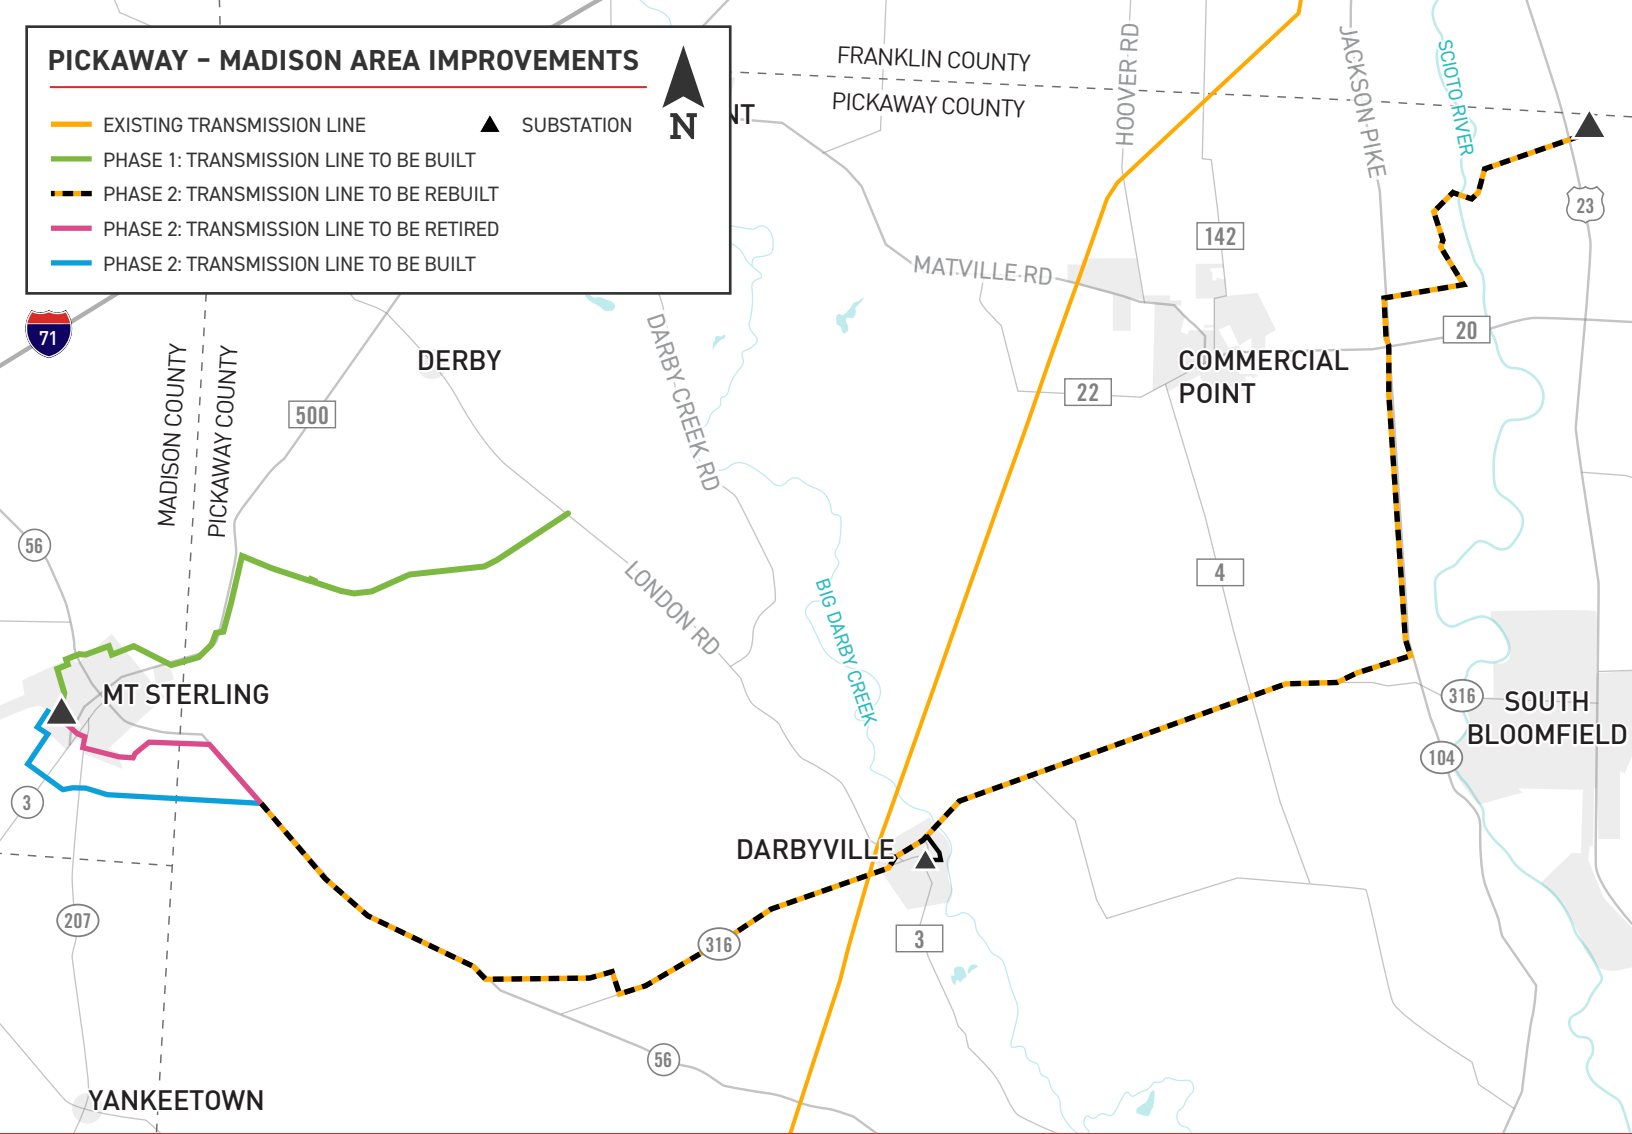 PICKAWAY – MADISON AREA IMPROVEMENTS
N
EXISTING TRANSMISSION LINE
SUBSTATION
PHASE 1: TRANSMISSION LINE TO BE BUILT
PHASE 2: TRANSMISSION LINE TO BE REBUILT
PHASE 2: TRANSMISSION LINE TO BE RETIRED
PHASE 2: TRANSMISSION LINE TO BE BUILT
NT
FRANKLIN COUNTY
PICKAWAY COUNTY
HOOVER RD
JACKSON PIKE
SCIOTO RIVER
23
142
MATVILLE RD
71
20
MADISON COUNTY
PICKAWAY COUNTY
DERBY
DARBY CREEK RD
COMMERCIAL
POINT
22
500
56
LONDON RD
BIG DARBY CREEK
4
MT STERLING
316
SOUTH
BLOOMFIELD
104
3
DARBYVILLE
207
316
3
56
YANKEETOWN